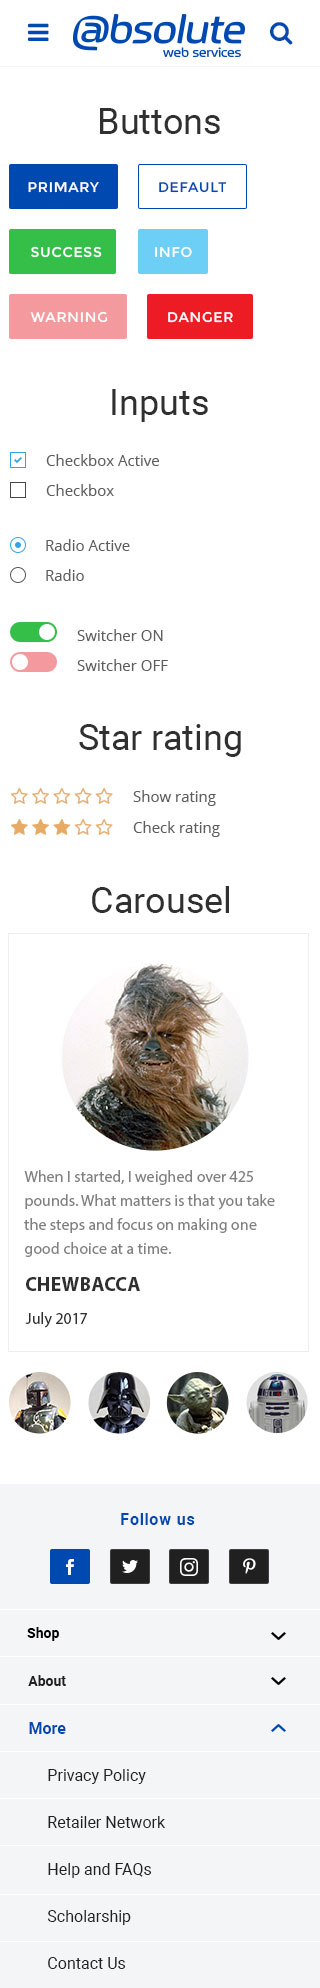 @bsolute
web services
Buttons
PRIMARY
DEFAULT
SUCCESS
INFO
WARNING
DANGER
Inputs
Checkbox Active
Checkbox
Radio Active
Radio
Switcher ON
Switcher OFF
Star rating
Show rating
Check rating
Carousel
When I started, I weighed over 425
pounds. What matters is that you take
the steps and focus on making one
good choice at a time.
CHEWBACCA
July 2017
Follow us
Shop
About
More
Privacy Policy
Retailer Network
Help and FAQs
Scholarship
Contact Us